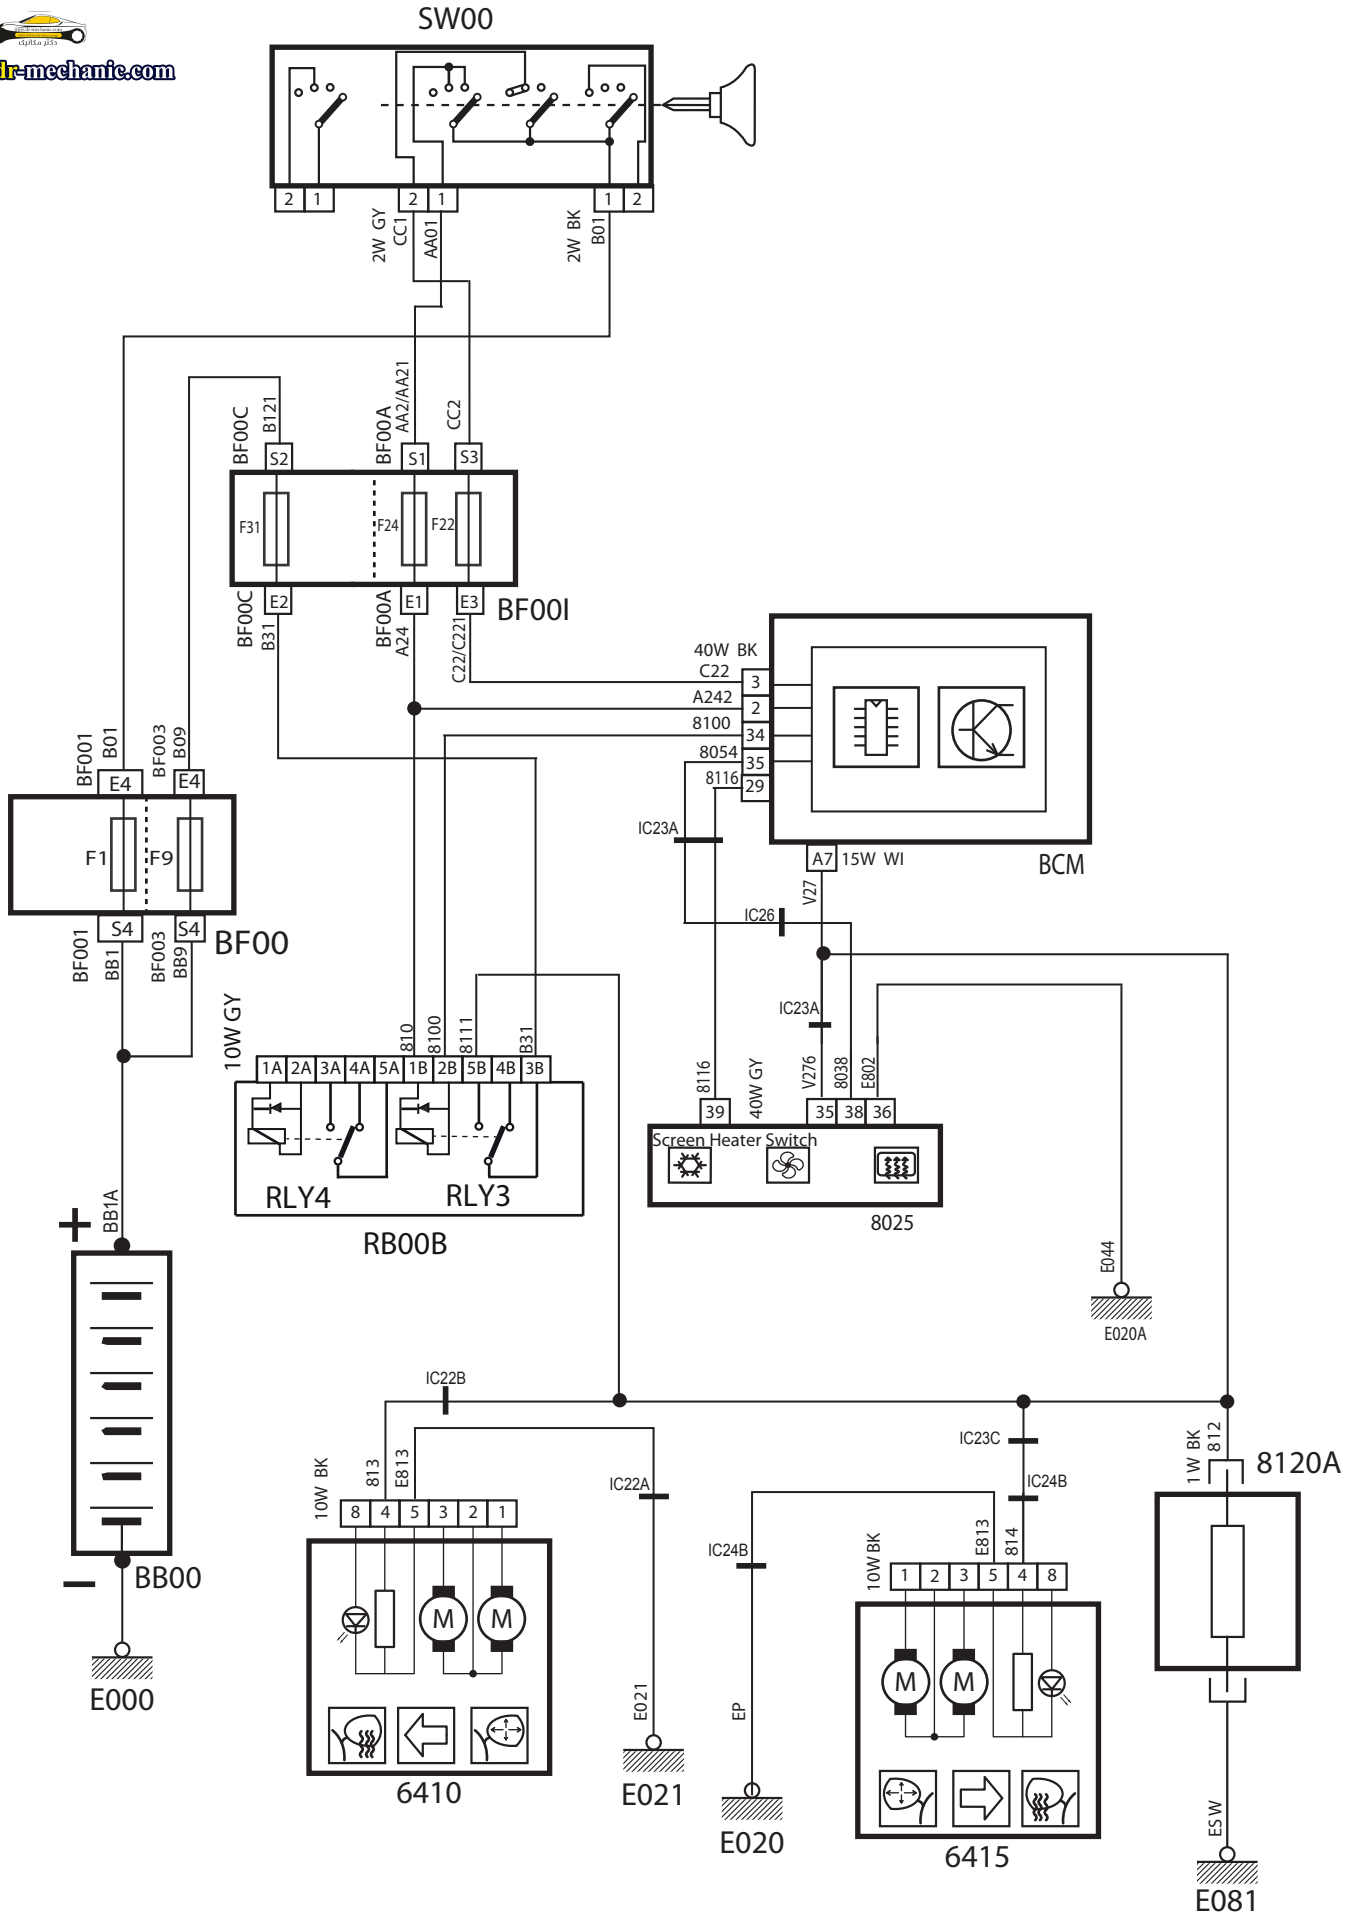 SW00
دکتر مکانیک
dr-mechanic.com
2 1 2 1 1 2
2W GY
CC1
AA01
2W BK
B01
BF00C
B121
BF00A
AA2/AA21
CC2
S2 S1 S3
F31 F24 F22
E2 E1 E3
BF00I
BF00C
B31
BF00A
A24
C22/C221
40W BK
C22 3
A242 2
8100 34
8054 35
8116 29
BCM
A7 15W WI
V27
IC23A
IC26
IC23A
BF001
B01
BF003
B09
E4 E4
F1 F9
S4 S4
BF00
BF001
BB1
BF003
BB9
10W GY
810
8100
8111
B31
1A 2A 3A 4A 5A 1B 2B 5B 4B 3B
RLY4 RLY3
RB00B
8116
40W GY
V276
8038
E802
39 35 38 36
Screen Heater Switch
8025
E044
E020A
BB1A
+
−
BB00
E000
IC22B
10W BK
813
E813
IC22A
8 4 5 3 2 1
M M
6410
E021
E021
IC23C
IC24B
IC24B
10W BK
E813
814
1 2 3 5 4 8
M M
6415
EP
E020
1W BK
812
8120A
ESW
E081